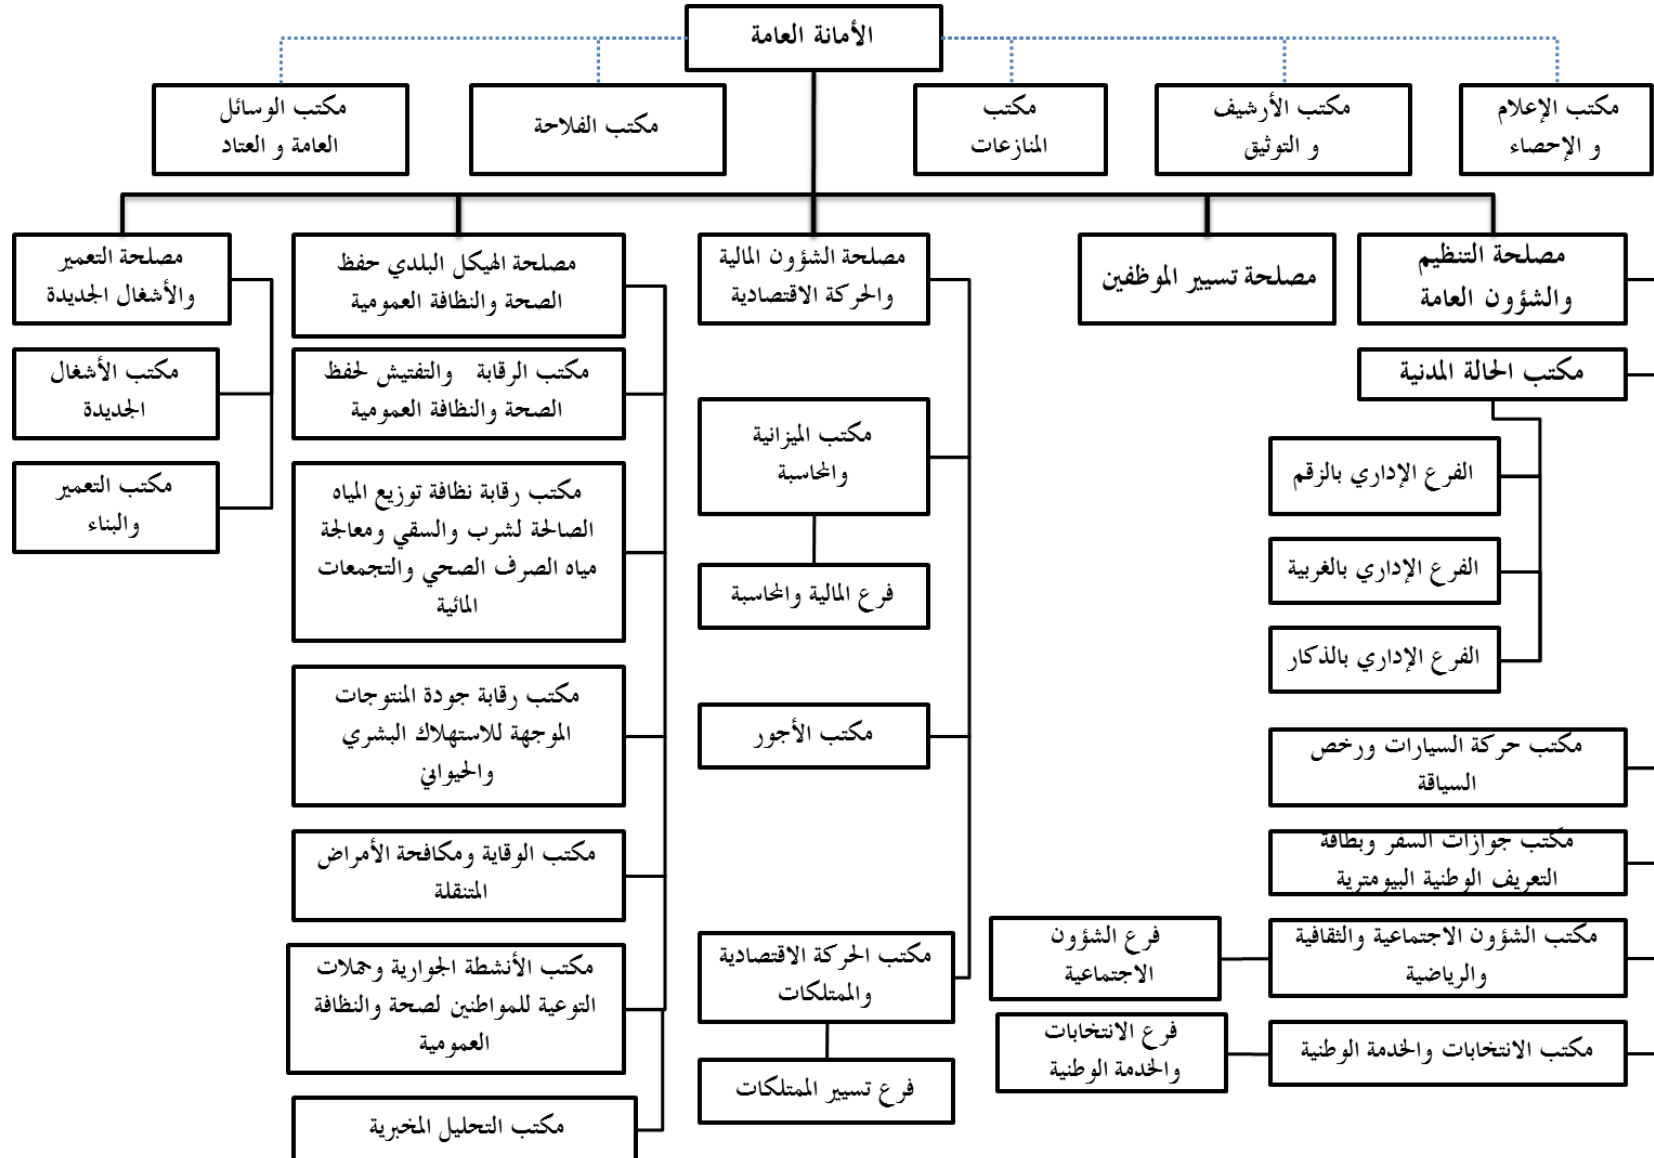 الأمانة العامة
مكتب الإعلام
و الإحصاء
مكتب الأرشيف
و التوثيق
مكتب
المنازعات
مكتب الفلاحة
مكتب الوسائل
العامة و العتاد
مصلحة التنظيم
والشؤون العامة
مكتب الحالة المدنية
الفرع الإداري بالزقم
الفرع الإداري بالغربية
الفرع الإداري بالذكار
مكتب حركة السيارات ورخص
السياقة
مكتب جوازات السفر وبطاقة
التعريف الوطنية البيومترية
مكتب الشؤون الاجتماعية والثقافية
والرياضية
فرع الشؤون
الاجتماعية
مكتب الانتخابات والخدمة الوطنية
فرع الانتخابات
والخدمة الوطنية
مصلحة تسيير الموظفين
مصلحة الشؤون المالية
والحركة الاقتصادية
مكتب الميزانية
والمحاسبة
فرع المالية والمحاسبة
مكتب الأجور
مكتب الحركة الاقتصادية
والممتلكات
فرع تسيير الممتلكات
مصلحة الهيكل البلدي حفظ
الصحة والنظافة العمومية
مكتب الرقابة والتفتيش لحفظ
الصحة والنظافة العمومية
مكتب رقابة نظافة توزيع المياه
الصالحة لشرب والسقي ومعالجة
مياه الصرف الصحي والتجمعات
المائية
مكتب رقابة جودة المنتوجات
الموجهة للاستهلاك البشري
والحيواني
مكتب الوقاية ومكافحة الأمراض
المتنقلة
مكتب الأنشطة الجوارية وحملات
التوعية للمواطنين لصحة والنظافة
العمومية
مكتب التحليل المخبرية
مصلحة التعمير
والأشغال الجديدة
مكتب الأشغال
الجديدة
مكتب التعمير
والبناء